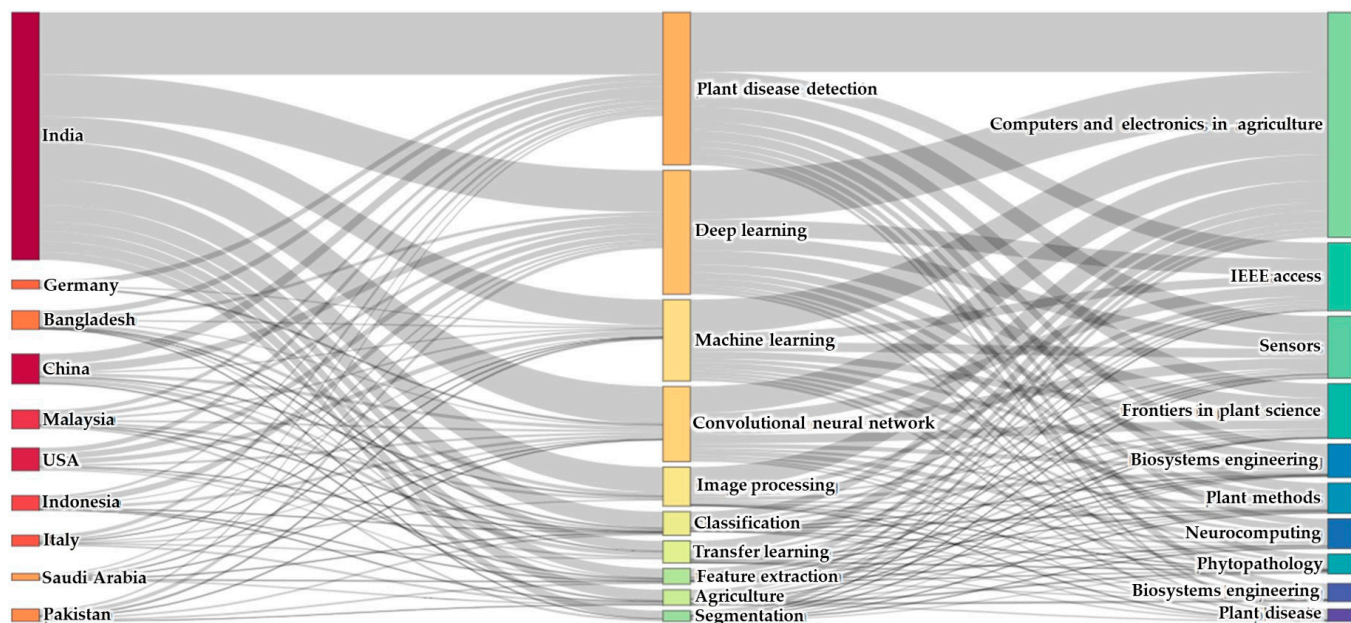 India
Germany
Bangladesh
China
Malaysia
USA
Indonesia
Italy
Saudi Arabia
Pakistan
Plant disease detection
Deep learning
Machine learning
Convolutional neural network
Image processing
Classification
Transfer learning
Feature extraction
Agriculture
Segmentation
Computers and electronics in agriculture
IEEE access
Sensors
Frontiers in plant science
Biosystems engineering
Plant methods
Neurocomputing
Phytopathology
Biosystems engineering
Plant disease